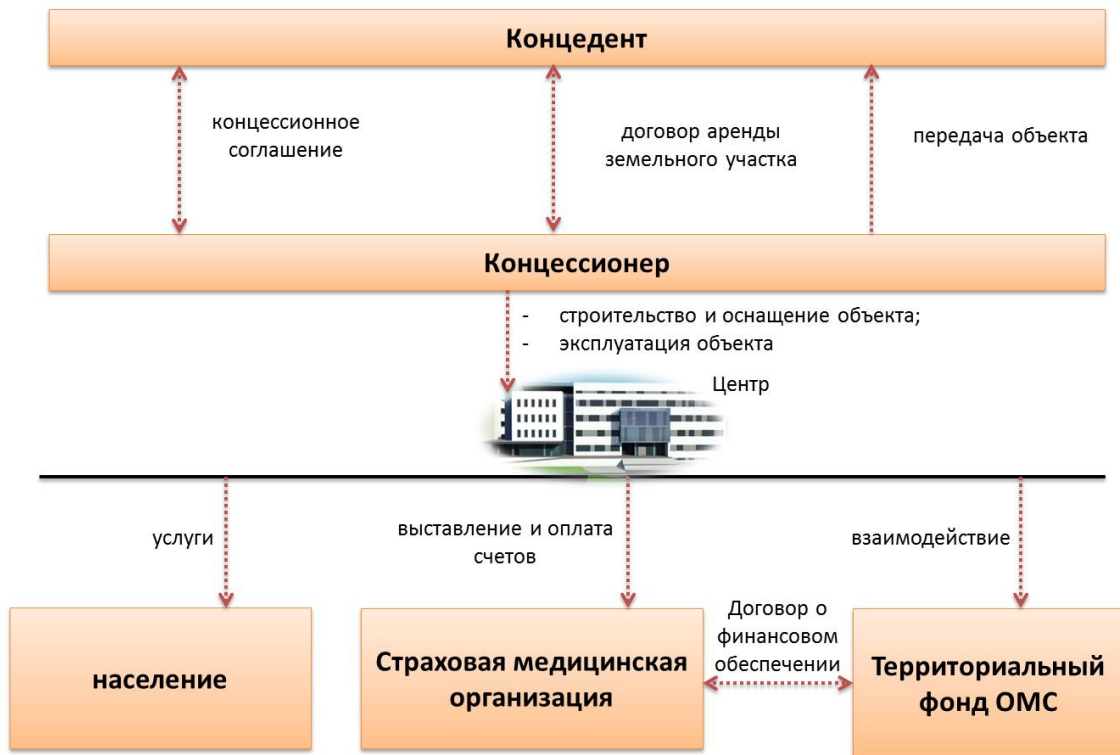 Концедент
концессионное
соглашение
договор аренды
земельного участка
передача объекта
Концессионер
- строительство и оснащение объекта;
- эксплуатация объекта
Центр
услуги
выставление и оплата
счетов
взаимодействие
население
Страховая медицинская
организация
Договор о
финансовом
обеспечении
Территориальный
фонд ОМС